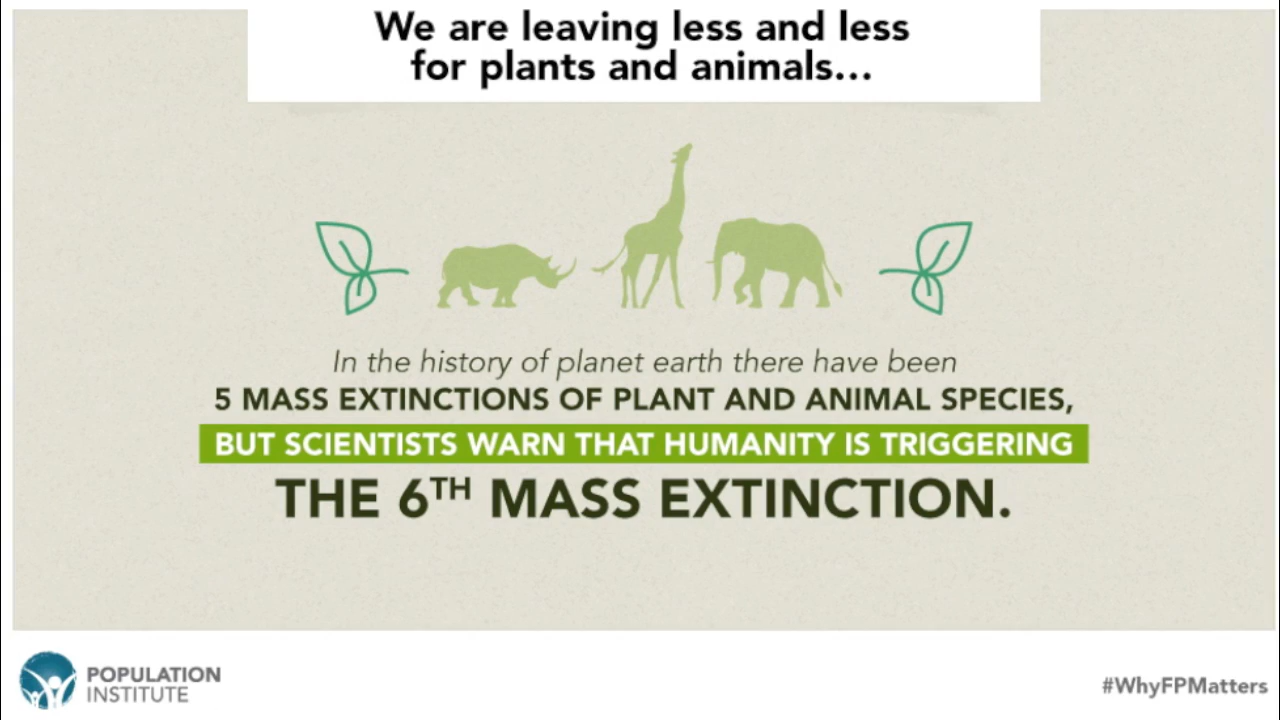 We are leaving less and less
for plants and animals...
In the history of planet earth there have been
5 MASS EXTINCTIONS OF PLANT AND ANIMAL SPECIES,
BUT SCIENTISTS WARN THAT HUMANITY IS TRIGGERING
THE 6TH MASS EXTINCTION.
POPULATION
INSTITUTE
#WhyFPMatters